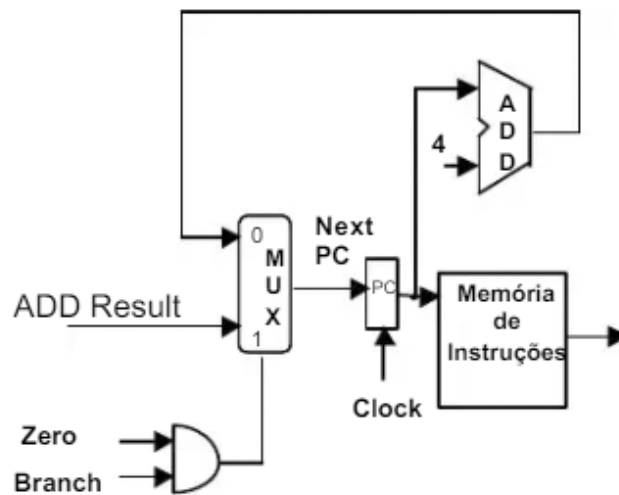 A
D
D
4
0
M
U
X
1
Next
PC
PC
Memória
de
Instruções
ADD Result
Clock
Zero
Branch